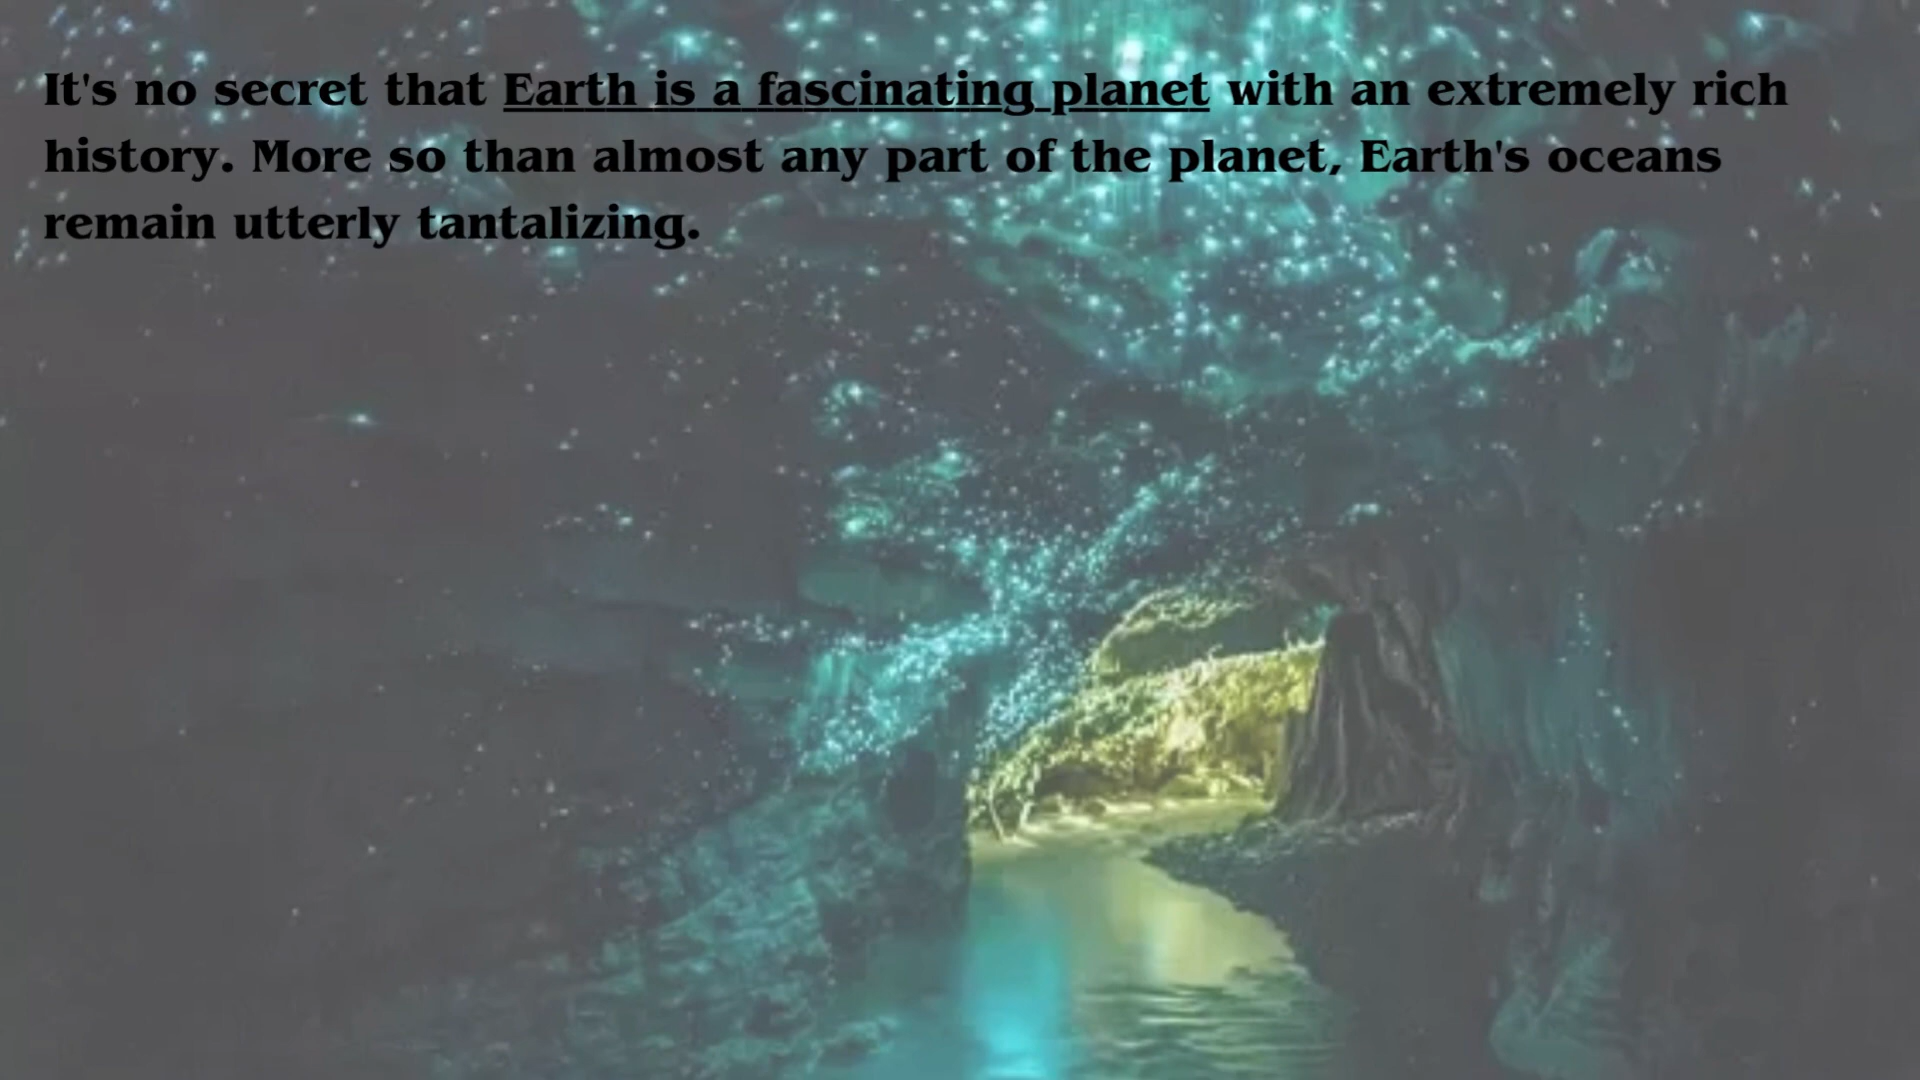 It's no secret that Earth is a fascinating planet with an extremely rich
history. More so than almost any part of the planet, Earth's oceans
remain utterly tantalizing.